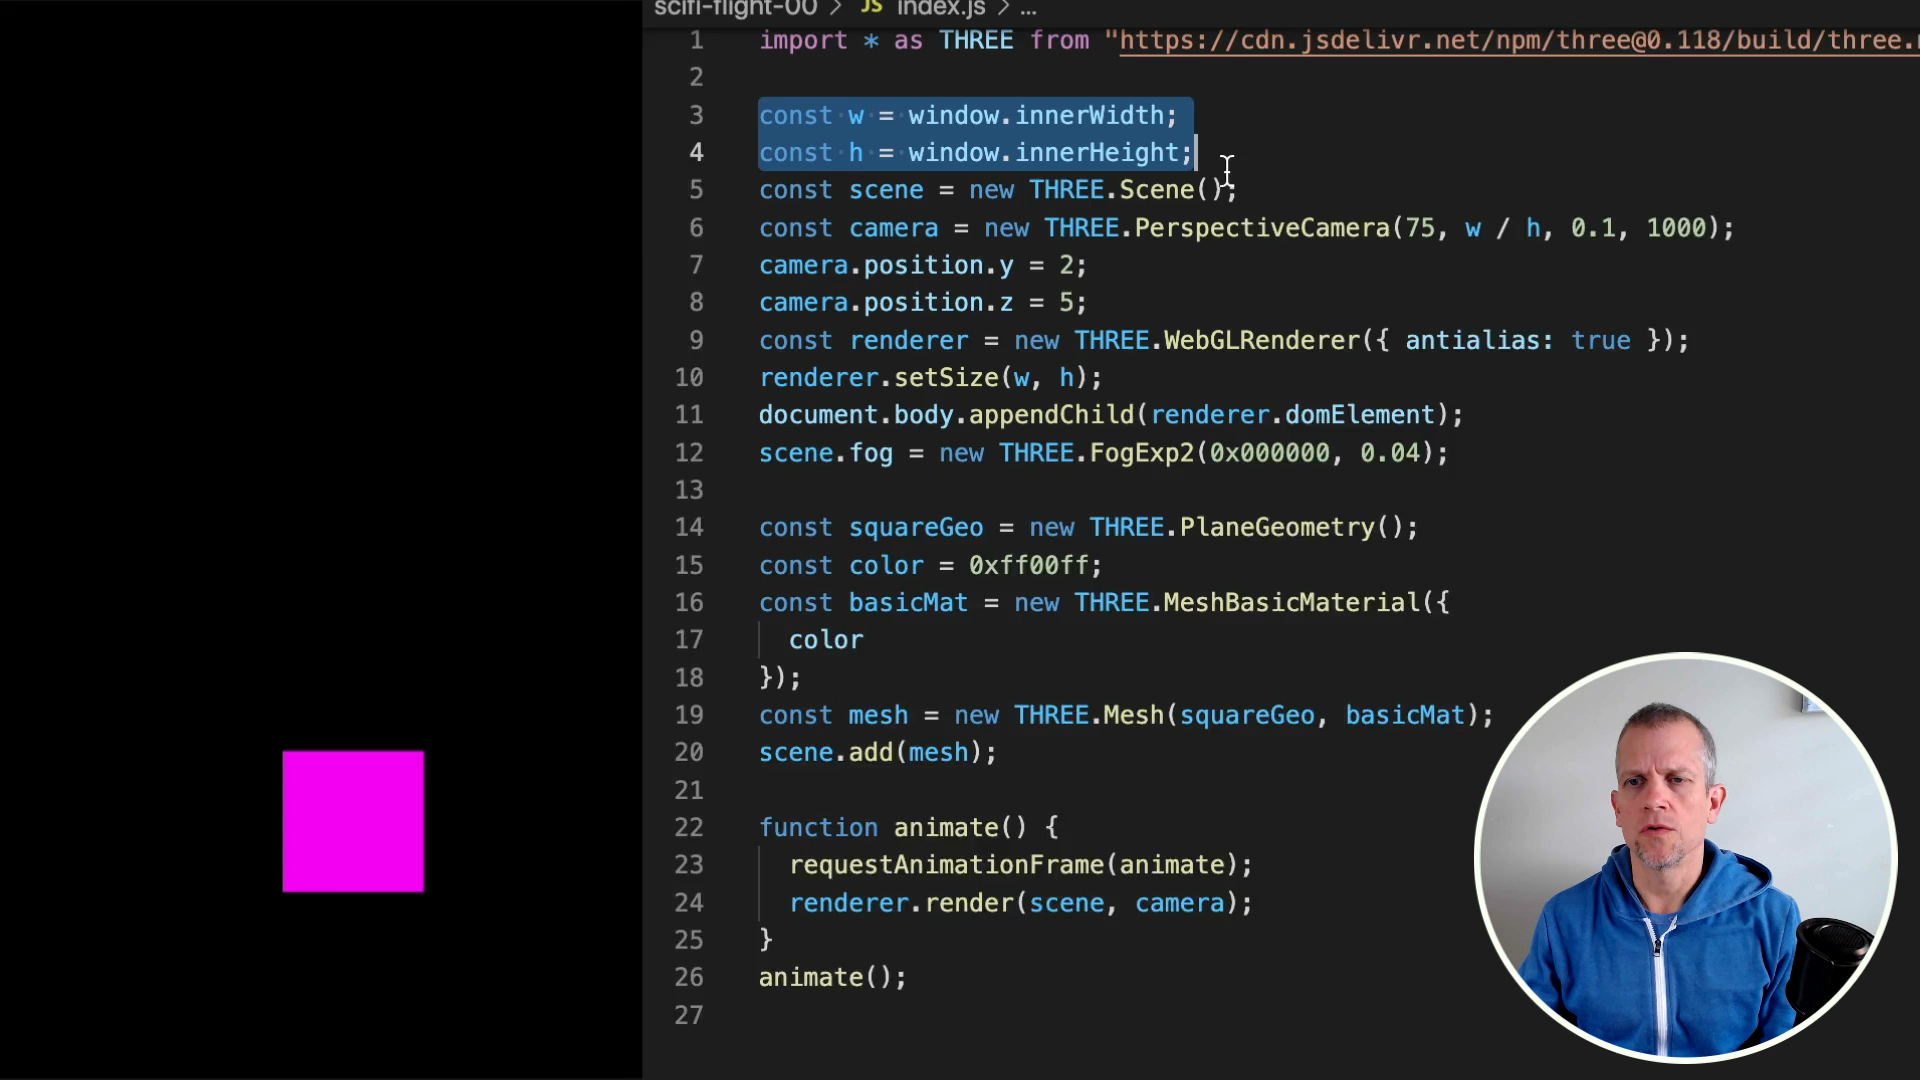 scifi-flight-00 > JS index.js > ...
1 import * as THREE from "https://cdn.jsdelivr.net/npm/three@0.118/build/three.
2
3 const w = window.innerWidth;
4 const h = window.innerHeight;
5 const scene = new THREE.Scene();
6 const camera = new THREE.PerspectiveCamera(75, w / h, 0.1, 1000);
7 camera.position.y = 2;
8 camera.position.z = 5;
9 const renderer = new THREE.WebGLRenderer({ antialias: true });
10 renderer.setSize(w, h);
11 document.body.appendChild(renderer.domElement);
12 scene.fog = new THREE.FogExp2(0x000000, 0.04);
13
14 const squareGeo = new THREE.PlaneGeometry();
15 const color = 0xff00ff;
16 const basicMat = new THREE.MeshBasicMaterial({
17 color
18 });
19 const mesh = new THREE.Mesh(squareGeo, basicMat);
20 scene.add(mesh);
21
22 function animate() {
23 requestAnimationFrame(animate);
24 renderer.render(scene, camera);
25 }
26 animate();
27